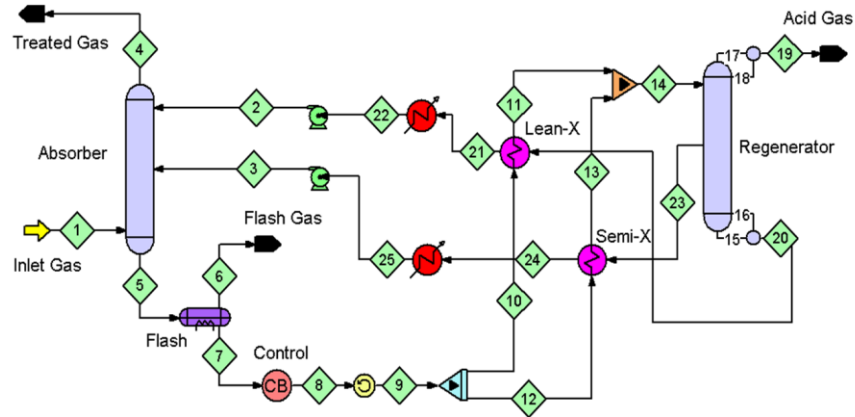 Acid Gas
17
19
Treated Gas
4
18
14
11
2
22
Lean-X
Absorber
21
Regenerator
3
13
23
Flash Gas
Semi-X
16
1
15
20
Inlet Gas
25
24
5
6
10
Flash
7
Control
CB
8
9
12